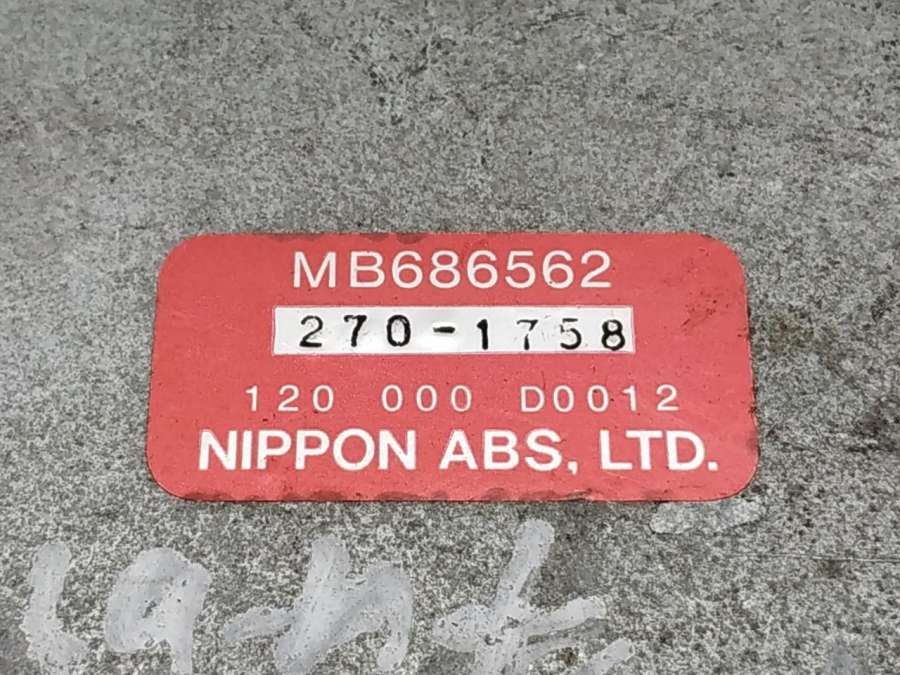 MB686562
270-1758
120 000 D0012
NIPPON ABS, LTD.